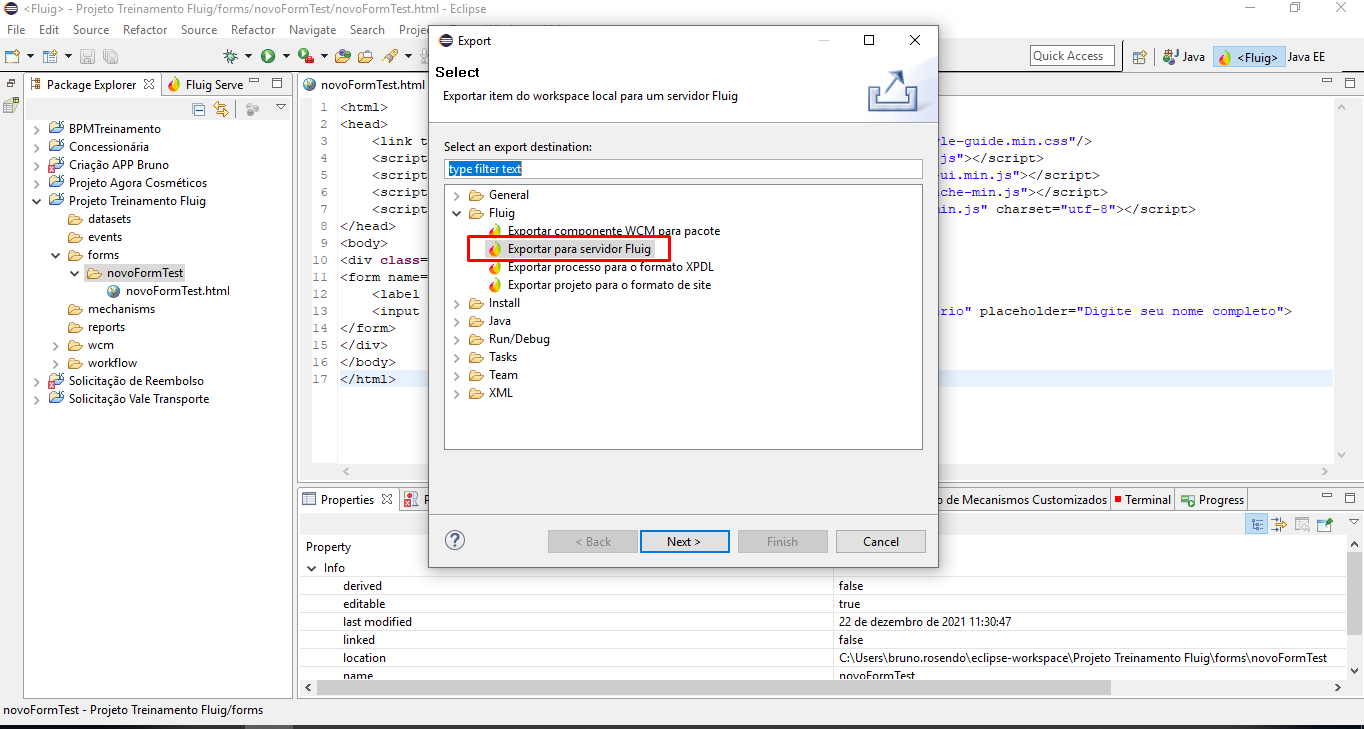 <Fluig> - Projeto Treinamento Fluig/forms/novoFormTest/novoFormTest.html - Eclipse
File Edit Source Refactor Source Refactor Navigate Search
Quick Access
Java
<Fluig>
Java EE
Package Explorer
Fluig Serve
BPMTreinamento
Concessionária
Criação APP Bruno
Projeto Agora Cosméticos
Projeto Treinamento Fluig
datasets
events
forms
novoFormTest
novoFormTest.html
mechanisms
reports
wcm
workflow
Solicitação de Reembolso
Solicitação Vale Transporte
novoFormTest.html
1 <html>
2 <head>
3 <link t le-guide.min.css"/>
4 <script js"></script>
5 <script ui.min.js"></script>
6 <script che-min.js"></script>
7 <script min.js" charset="utf-8"></script>
8 </head>
9 <body>
10 <div class=
11 <form name=
12 <label
13 <input rio" placeholder="Digite seu nome completo">
14 </form>
15 </div>
16 </body>
17 </html>
Export
Select
Exportar item do workspace local para um servidor Fluig
Select an export destination:
type filter text
General
Fluig
Exportar componente WCM para pacote
Exportar para servidor Fluig
Exportar processo para o formato XPDL
Exportar projeto para o formato de site
Install
Java
Run/Debug
Tasks
Team
XML
?
< Back
Next >
Finish
Cancel
Properties
o de Mecanismos Customizados
Terminal
Progress
Property
Info
derived false
editable true
last modified 22 de dezembro de 2021 11:30:47
linked false
location C:\Users\bruno.rosendo\eclipse-workspace\Projeto Treinamento Fluig\forms\novoFormTest
name novoFormTest
novoFormTest - Projeto Treinamento Fluig/forms